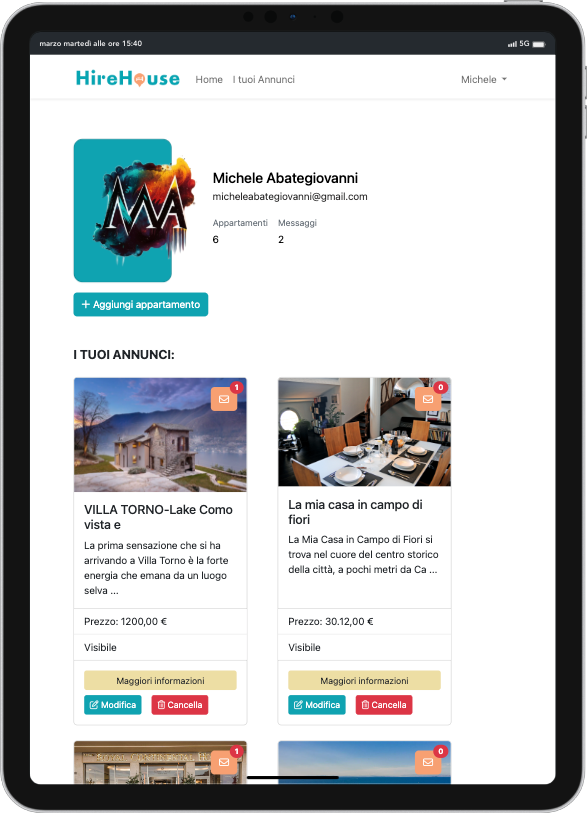 marzo martedì alle ore 15:40
5G
HireHouse
Home
I tuoi Annunci
Michele
MA
Michele Abategiovanni
micheleabategiovanni@gmail.com
Appartamenti
Messaggi
6
2
+ Aggiungi appartamento
I TUOI ANNUNCI:
1
VILLA TORNO-Lake Como
vista e
La prima sensazione che si ha
arrivando a Villa Torno è la forte
energia che emana da un luogo
selva ...
Prezzo: 1200,00 €
Visibile
Maggiori informazioni
Modifica
Cancella
0
La mia casa in campo di
fiori
La Mia Casa in Campo di Fiori si
trova nel cuore del centro storico
della città, a pochi metri da Ca ...
Prezzo: 30.12,00 €
Visibile
Maggiori informazioni
Modifica
Cancella
1
0